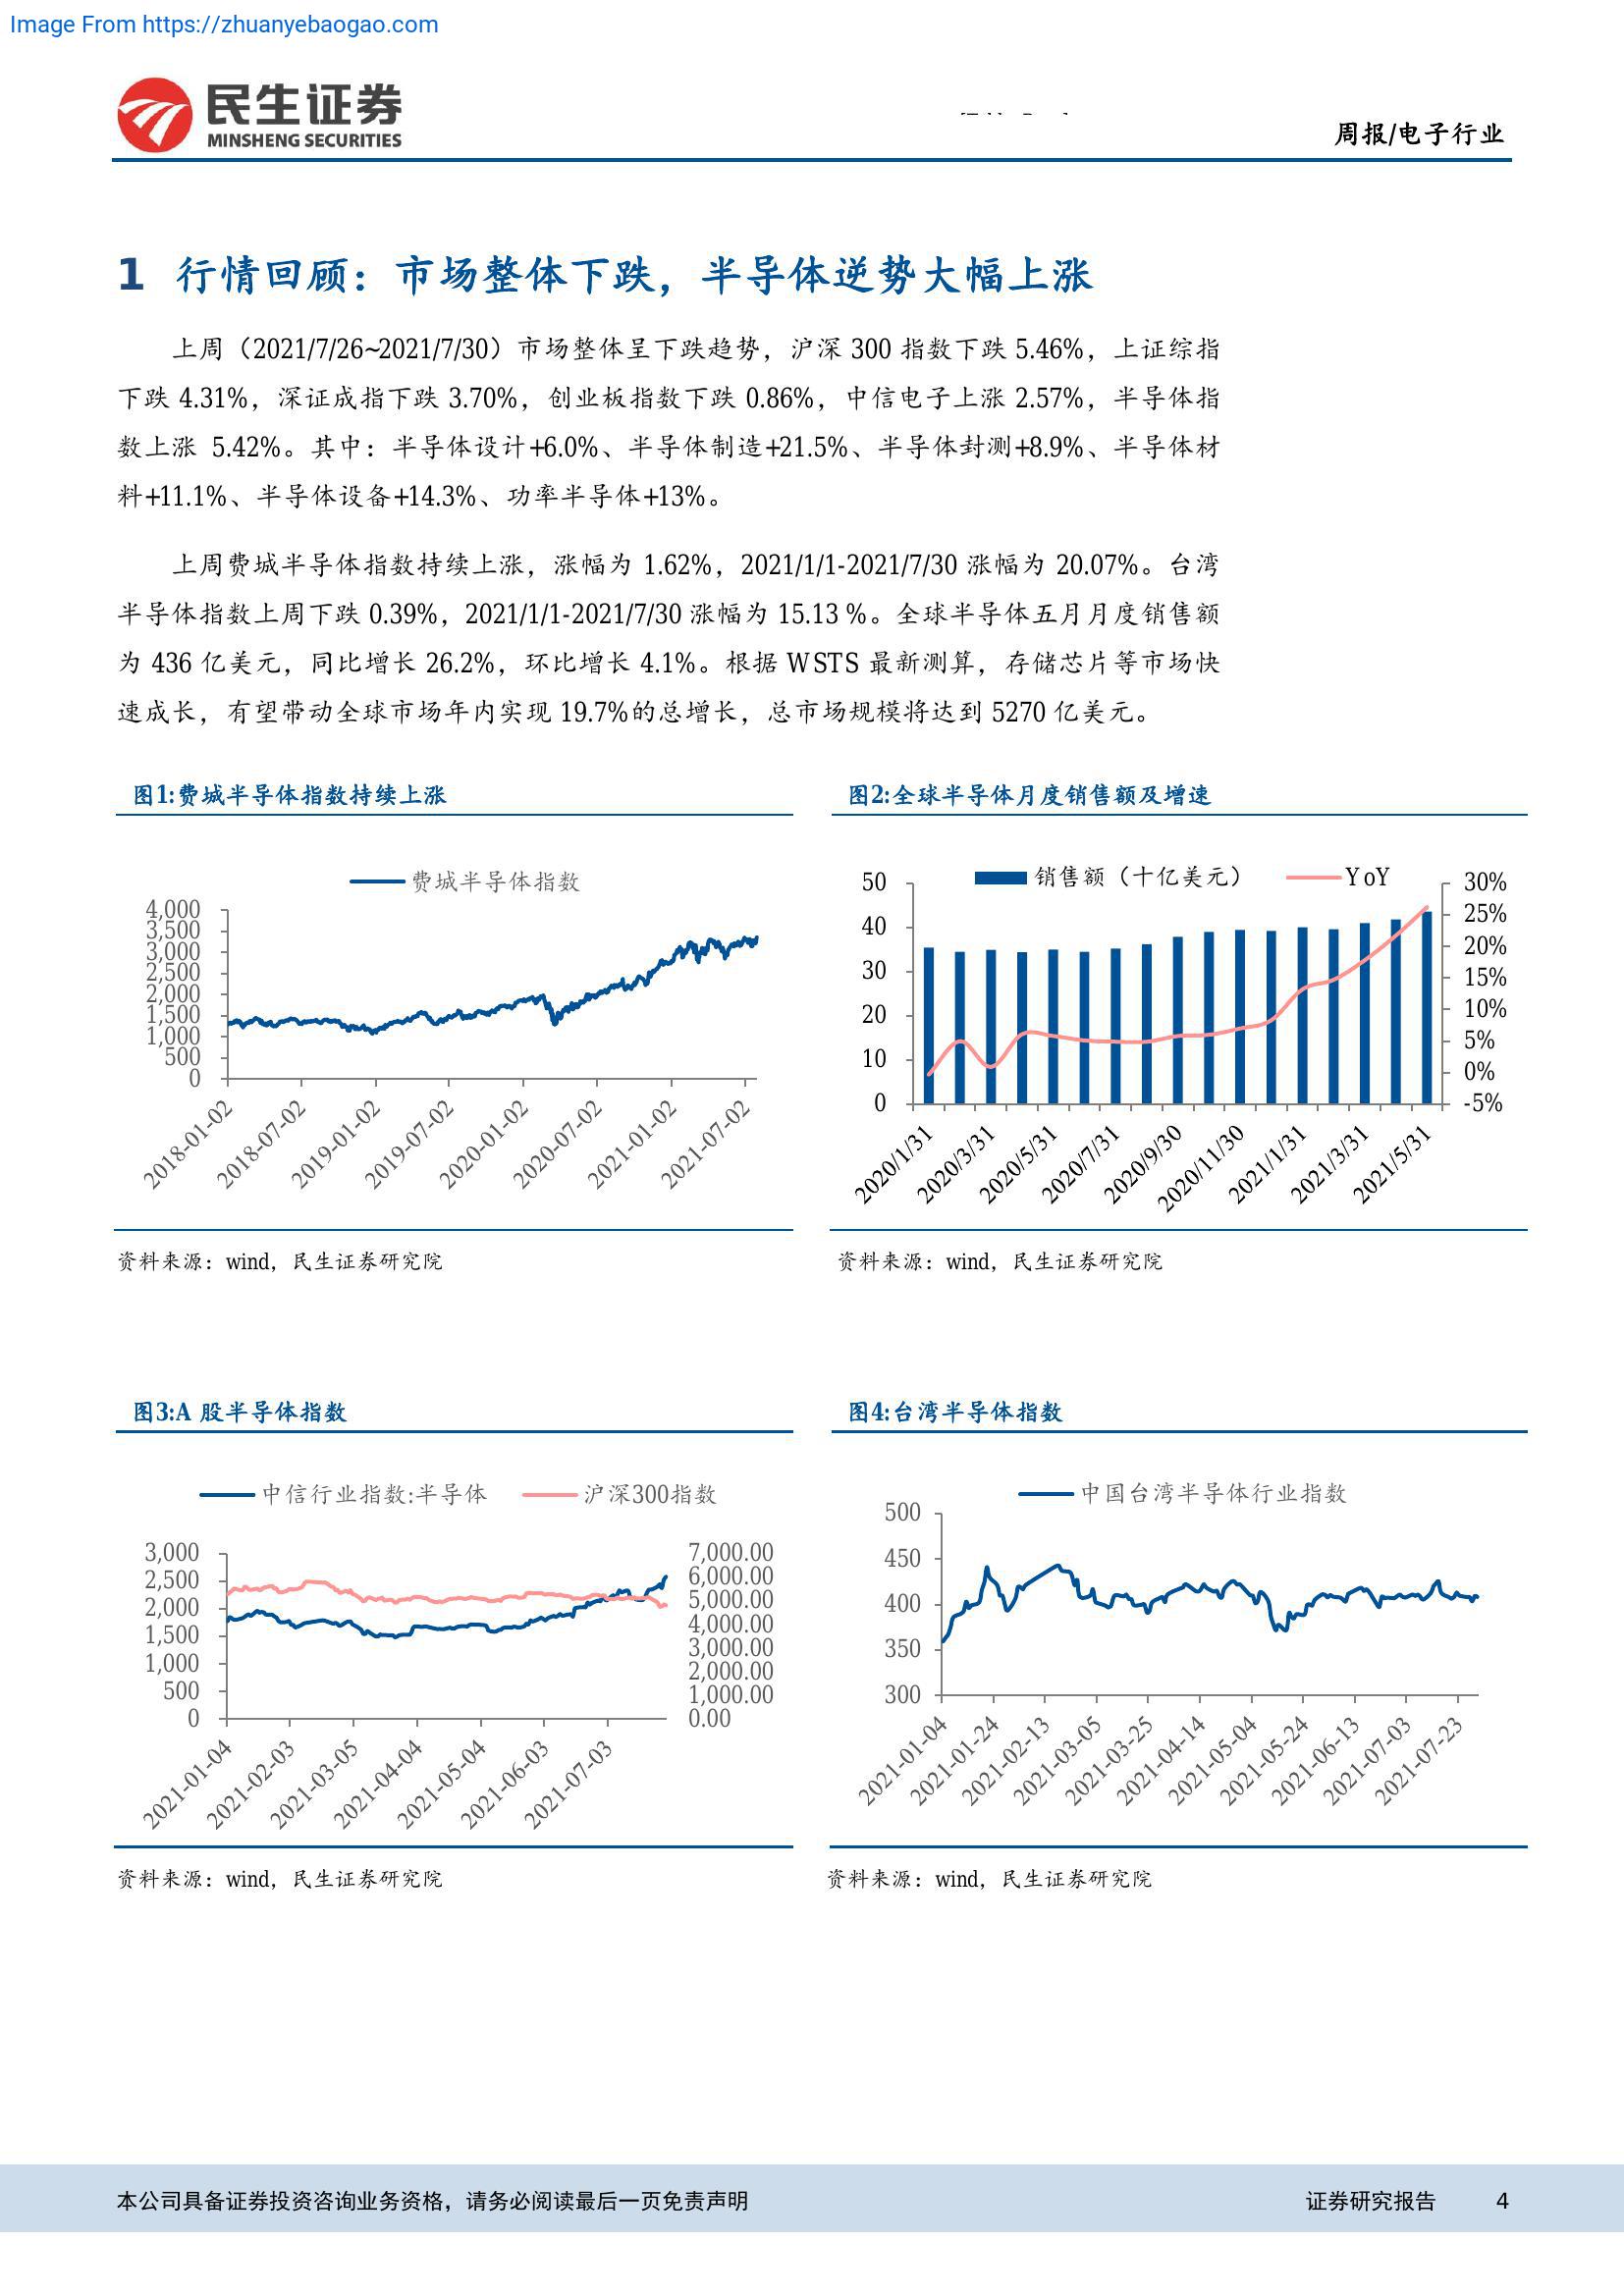 Image From https://zhuanyebaogao.com
民生证券
MINSHENG SECURITIES
周报/电子行业
1 行情回顾：市场整体下跌，半导体逆势大幅上涨
上周（2021/7/26~2021/7/30）市场整体呈下跌趋势，沪深 300 指数下跌 5.46%，上证综指
下跌 4.31%，深证成指下跌 3.70%，创业板指数下跌 0.86%，中信电子上涨 2.57%，半导体指
数上涨 5.42%。其中：半导体设计+6.0%、半导体制造+21.5%、半导体封测+8.9%、半导体材
料+11.1%、半导体设备+14.3%、功率半导体+13%。
上周费城半导体指数持续上涨，涨幅为 1.62%，2021/1/1-2021/7/30 涨幅为 20.07%。台湾
半导体指数上周下跌 0.39%，2021/1/1-2021/7/30 涨幅为 15.13 %。全球半导体五月月度销售额
为 436 亿美元，同比增长 26.2%，环比增长 4.1%。根据 WSTS 最新测算，存储芯片等市场快
速成长，有望带动全球市场年内实现 19.7%的总增长，总市场规模将达到 5270 亿美元。
图1:费城半导体指数持续上涨
费城半导体指数
4,000
3,500
3,000
2,500
2,000
1,500
1,000
500
0
2018-01-02
2018-07-02
2019-01-02
2019-07-02
2020-01-02
2020-07-02
2021-01-02
2021-07-02
资料来源：wind，民生证券研究院
图2:全球半导体月度销售额及增速
销售额（十亿美元） YoY
50
40
30
20
10
0
30%
25%
20%
15%
10%
5%
0%
-5%
2020/1/31
2020/3/31
2020/5/31
2020/7/31
2020/9/30
2020/11/30
2021/1/31
2021/3/31
2021/5/31
资料来源：wind，民生证券研究院
图3:A 股半导体指数
中信行业指数:半导体 沪深300指数
3,000
2,500
2,000
1,500
1,000
500
0
7,000.00
6,000.00
5,000.00
4,000.00
3,000.00
2,000.00
1,000.00
0.00
2021-01-04
2021-02-03
2021-03-05
2021-04-04
2021-05-04
2021-06-03
2021-07-03
资料来源：wind，民生证券研究院
图4:台湾半导体指数
中国台湾半导体行业指数
500
450
400
350
300
2021-01-04
2021-01-24
2021-02-13
2021-03-05
2021-03-25
2021-04-14
2021-05-04
2021-05-24
2021-06-13
2021-07-03
2021-07-23
资料来源：wind，民生证券研究院
本公司具备证券投资咨询业务资格，请务必阅读最后一页免责声明
证券研究报告 4